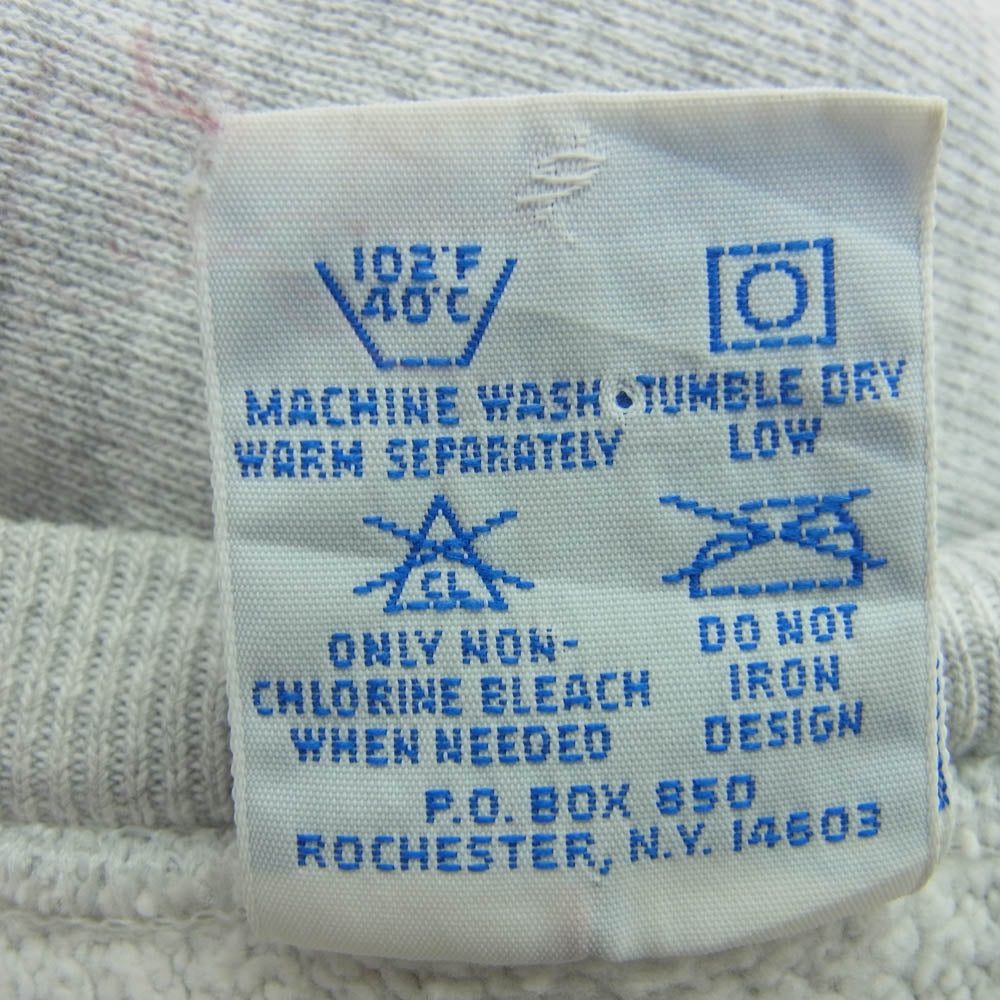 102°F
40°C
MACHINE WASH
WARM SEPARATELY
TUMBLE DRY
LOW
CL
ONLY NON-
CHLORINE BLEACH
WHEN NEEDED
DO NOT
IRON
DESIGN
P.O. BOX 850
ROCHESTER, N.Y. 14603